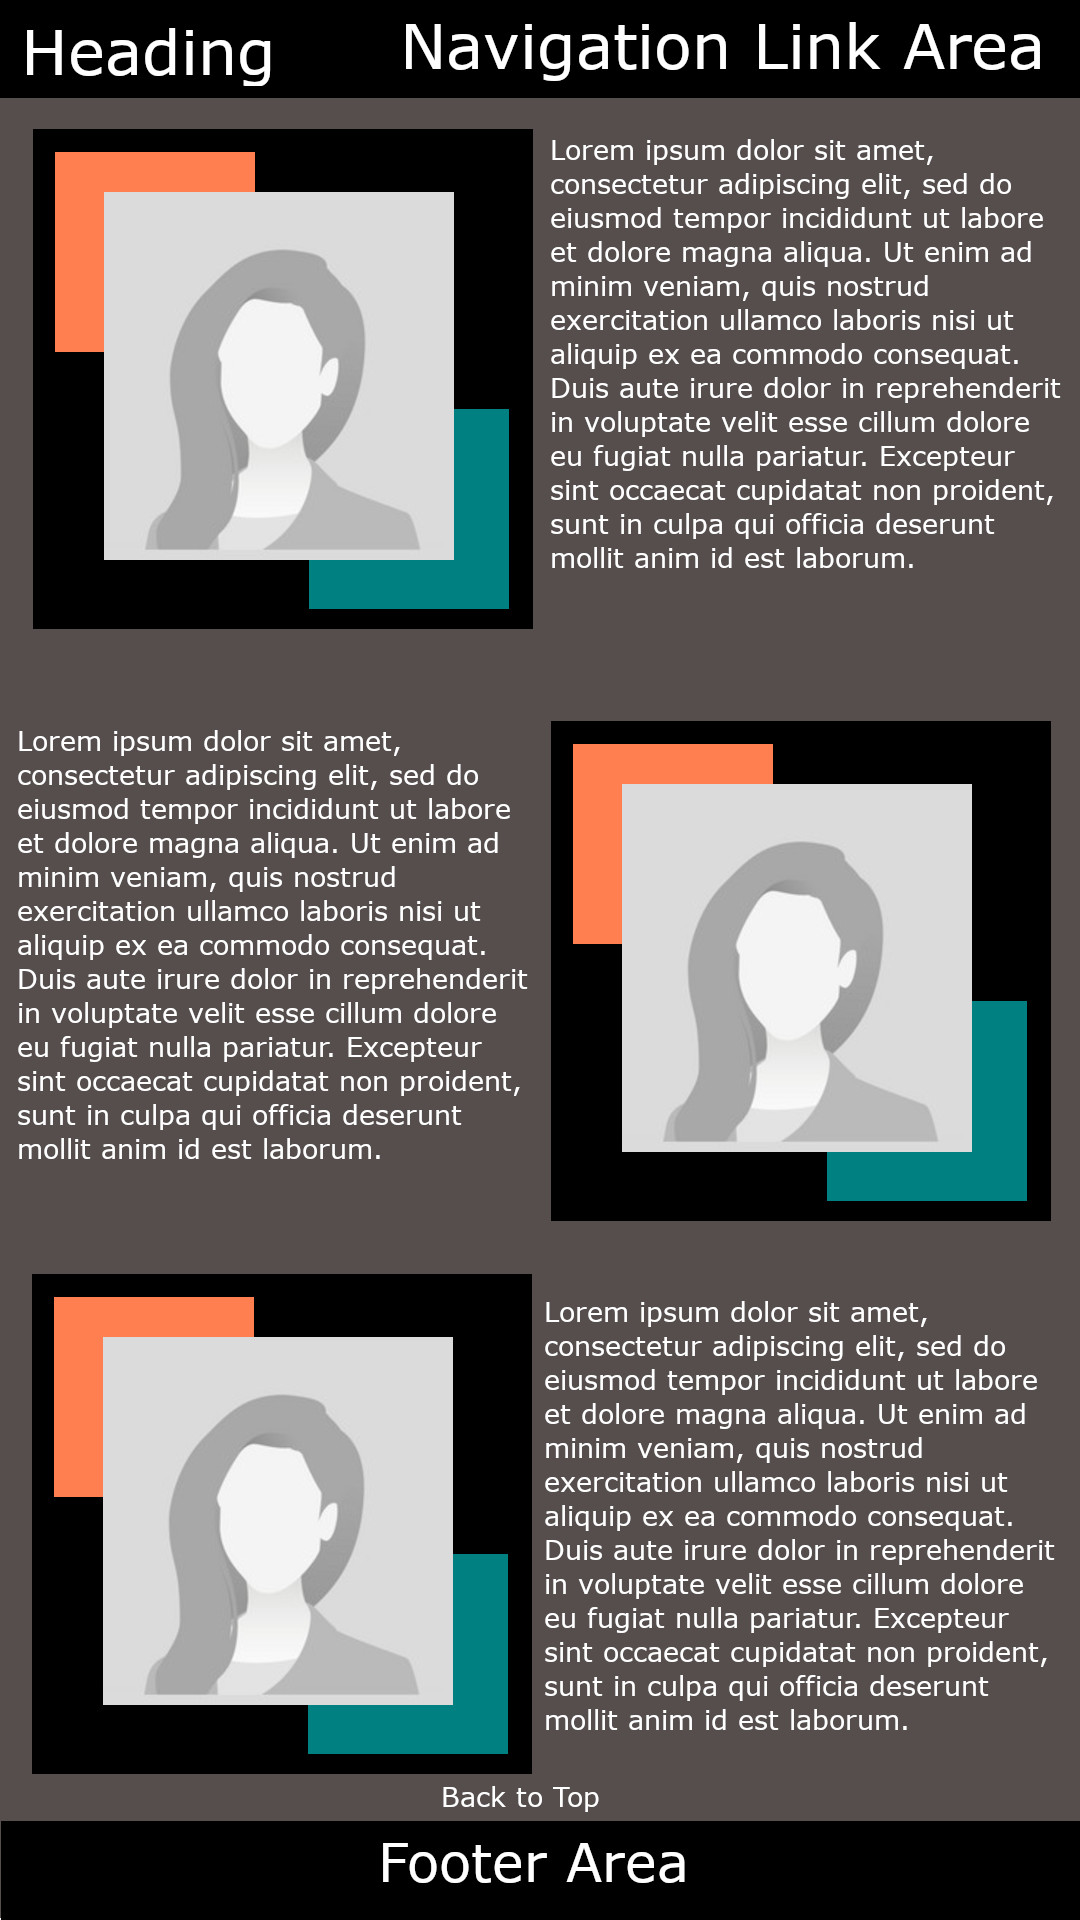 Heading
Navigation Link Area
Lorem ipsum dolor sit amet,
consectetur adipiscing elit, sed do
eiusmod tempor incididunt ut labore
et dolore magna aliqua. Ut enim ad
minim veniam, quis nostrud
exercitation ullamco laboris nisi ut
aliquip ex ea commodo consequat.
Duis aute irure dolor in reprehenderit
in voluptate velit esse cillum dolore
eu fugiat nulla pariatur. Excepteur
sint occaecat cupidatat non proident,
sunt in culpa qui officia deserunt
mollit anim id est laborum.
Lorem ipsum dolor sit amet,
consectetur adipiscing elit, sed do
eiusmod tempor incididunt ut labore
et dolore magna aliqua. Ut enim ad
minim veniam, quis nostrud
exercitation ullamco laboris nisi ut
aliquip ex ea commodo consequat.
Duis aute irure dolor in reprehenderit
in voluptate velit esse cillum dolore
eu fugiat nulla pariatur. Excepteur
sint occaecat cupidatat non proident,
sunt in culpa qui officia deserunt
mollit anim id est laborum.
Lorem ipsum dolor sit amet,
consectetur adipiscing elit, sed do
eiusmod tempor incididunt ut labore
et dolore magna aliqua. Ut enim ad
minim veniam, quis nostrud
exercitation ullamco laboris nisi ut
aliquip ex ea commodo consequat.
Duis aute irure dolor in reprehenderit
in voluptate velit esse cillum dolore
eu fugiat nulla pariatur. Excepteur
sint occaecat cupidatat non proident,
sunt in culpa qui officia deserunt
mollit anim id est laborum.
Back to Top
Footer Area